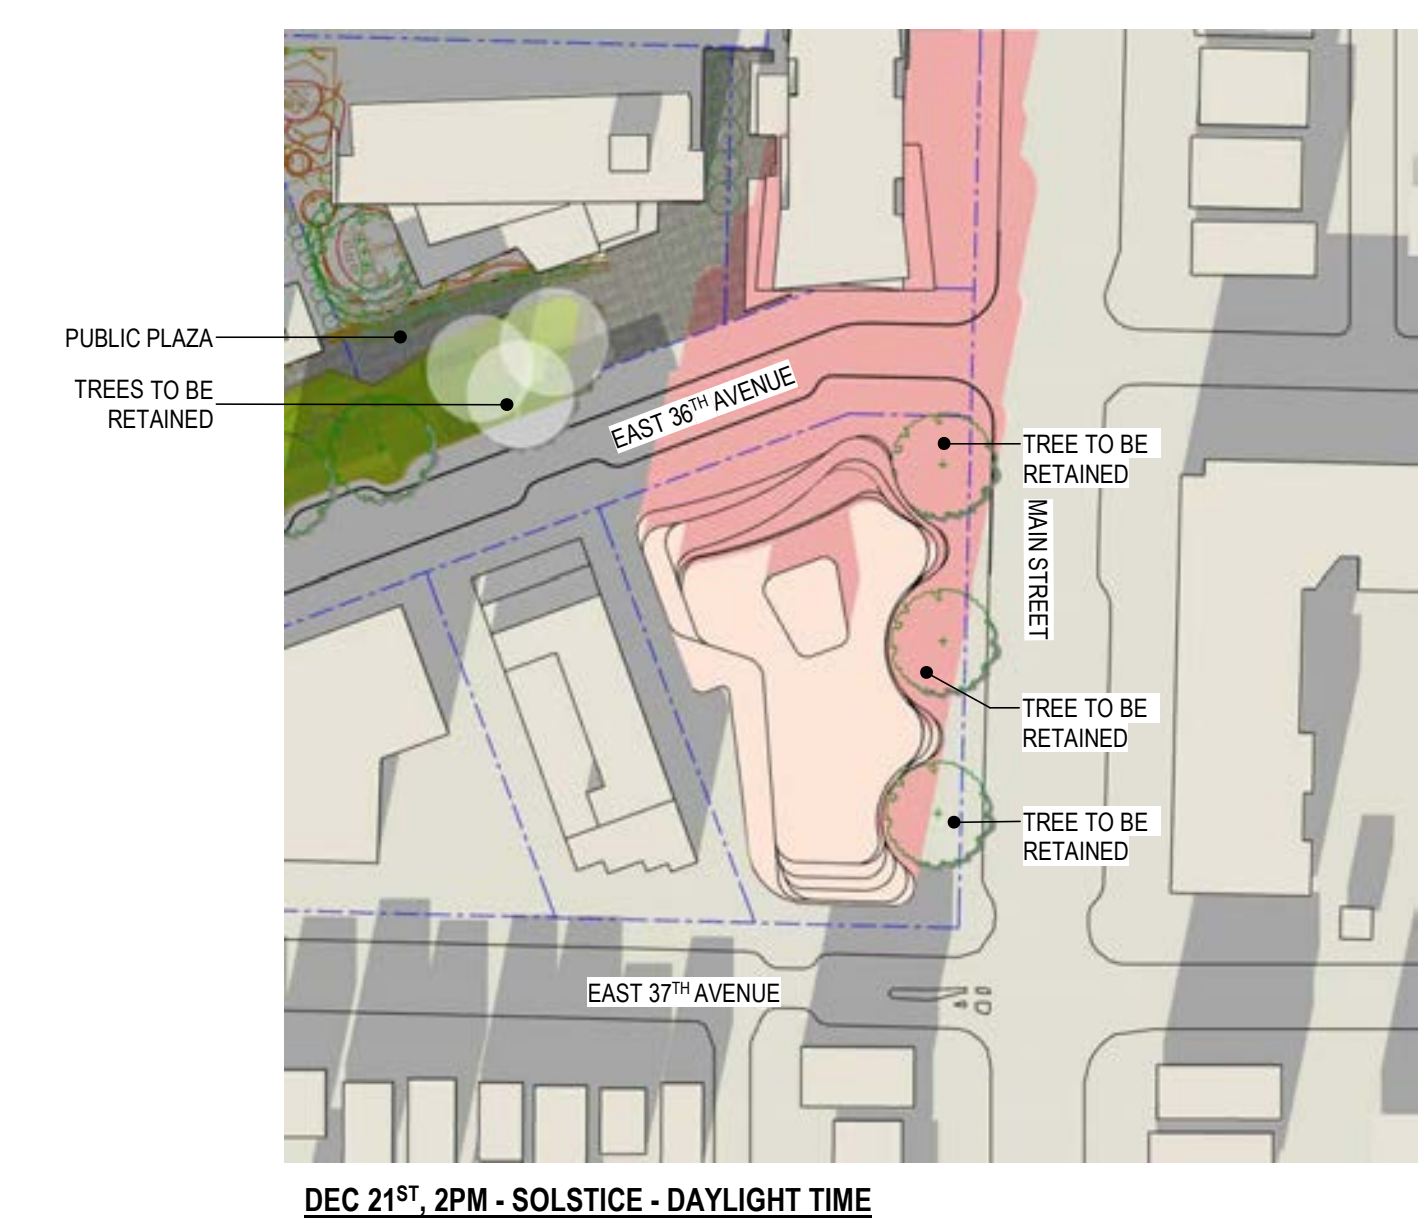 PUBLIC PLAZA
TREES TO BE
RETAINED
EAST 36TH AVENUE
TREE TO BE
RETAINED
MAIN STREET
TREE TO BE
RETAINED
TREE TO BE
RETAINED
EAST 37TH AVENUE
DEC 21ST, 2PM - SOLSTICE - DAYLIGHT TIME